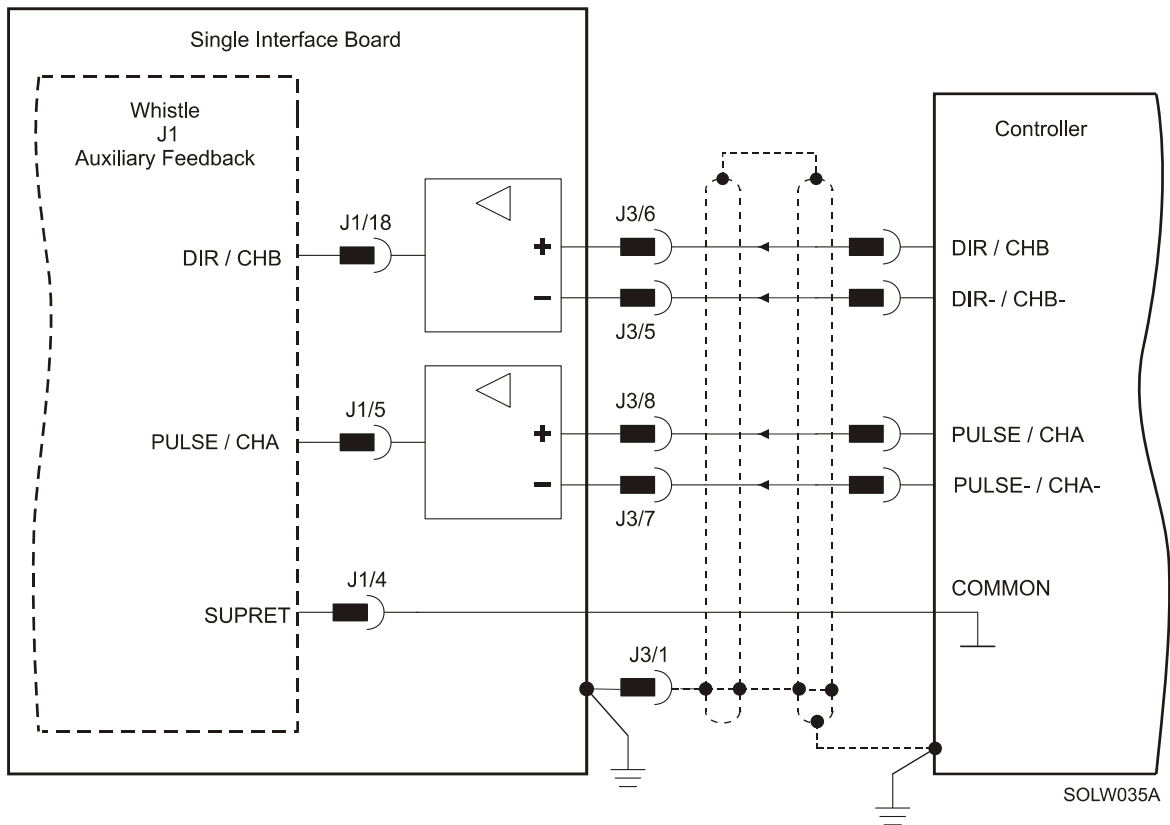 Single Interface Board
Whistle
J1
Auxiliary Feedback
Controller
J1/18
J3/6
DIR / CHB
+
DIR / CHB
−
DIR- / CHB-
J3/5
J1/5
J3/8
PULSE / CHA
+
PULSE / CHA
−
PULSE- / CHA-
J3/7
J1/4
COMMON
SUPRET
J3/1
SOLW035A